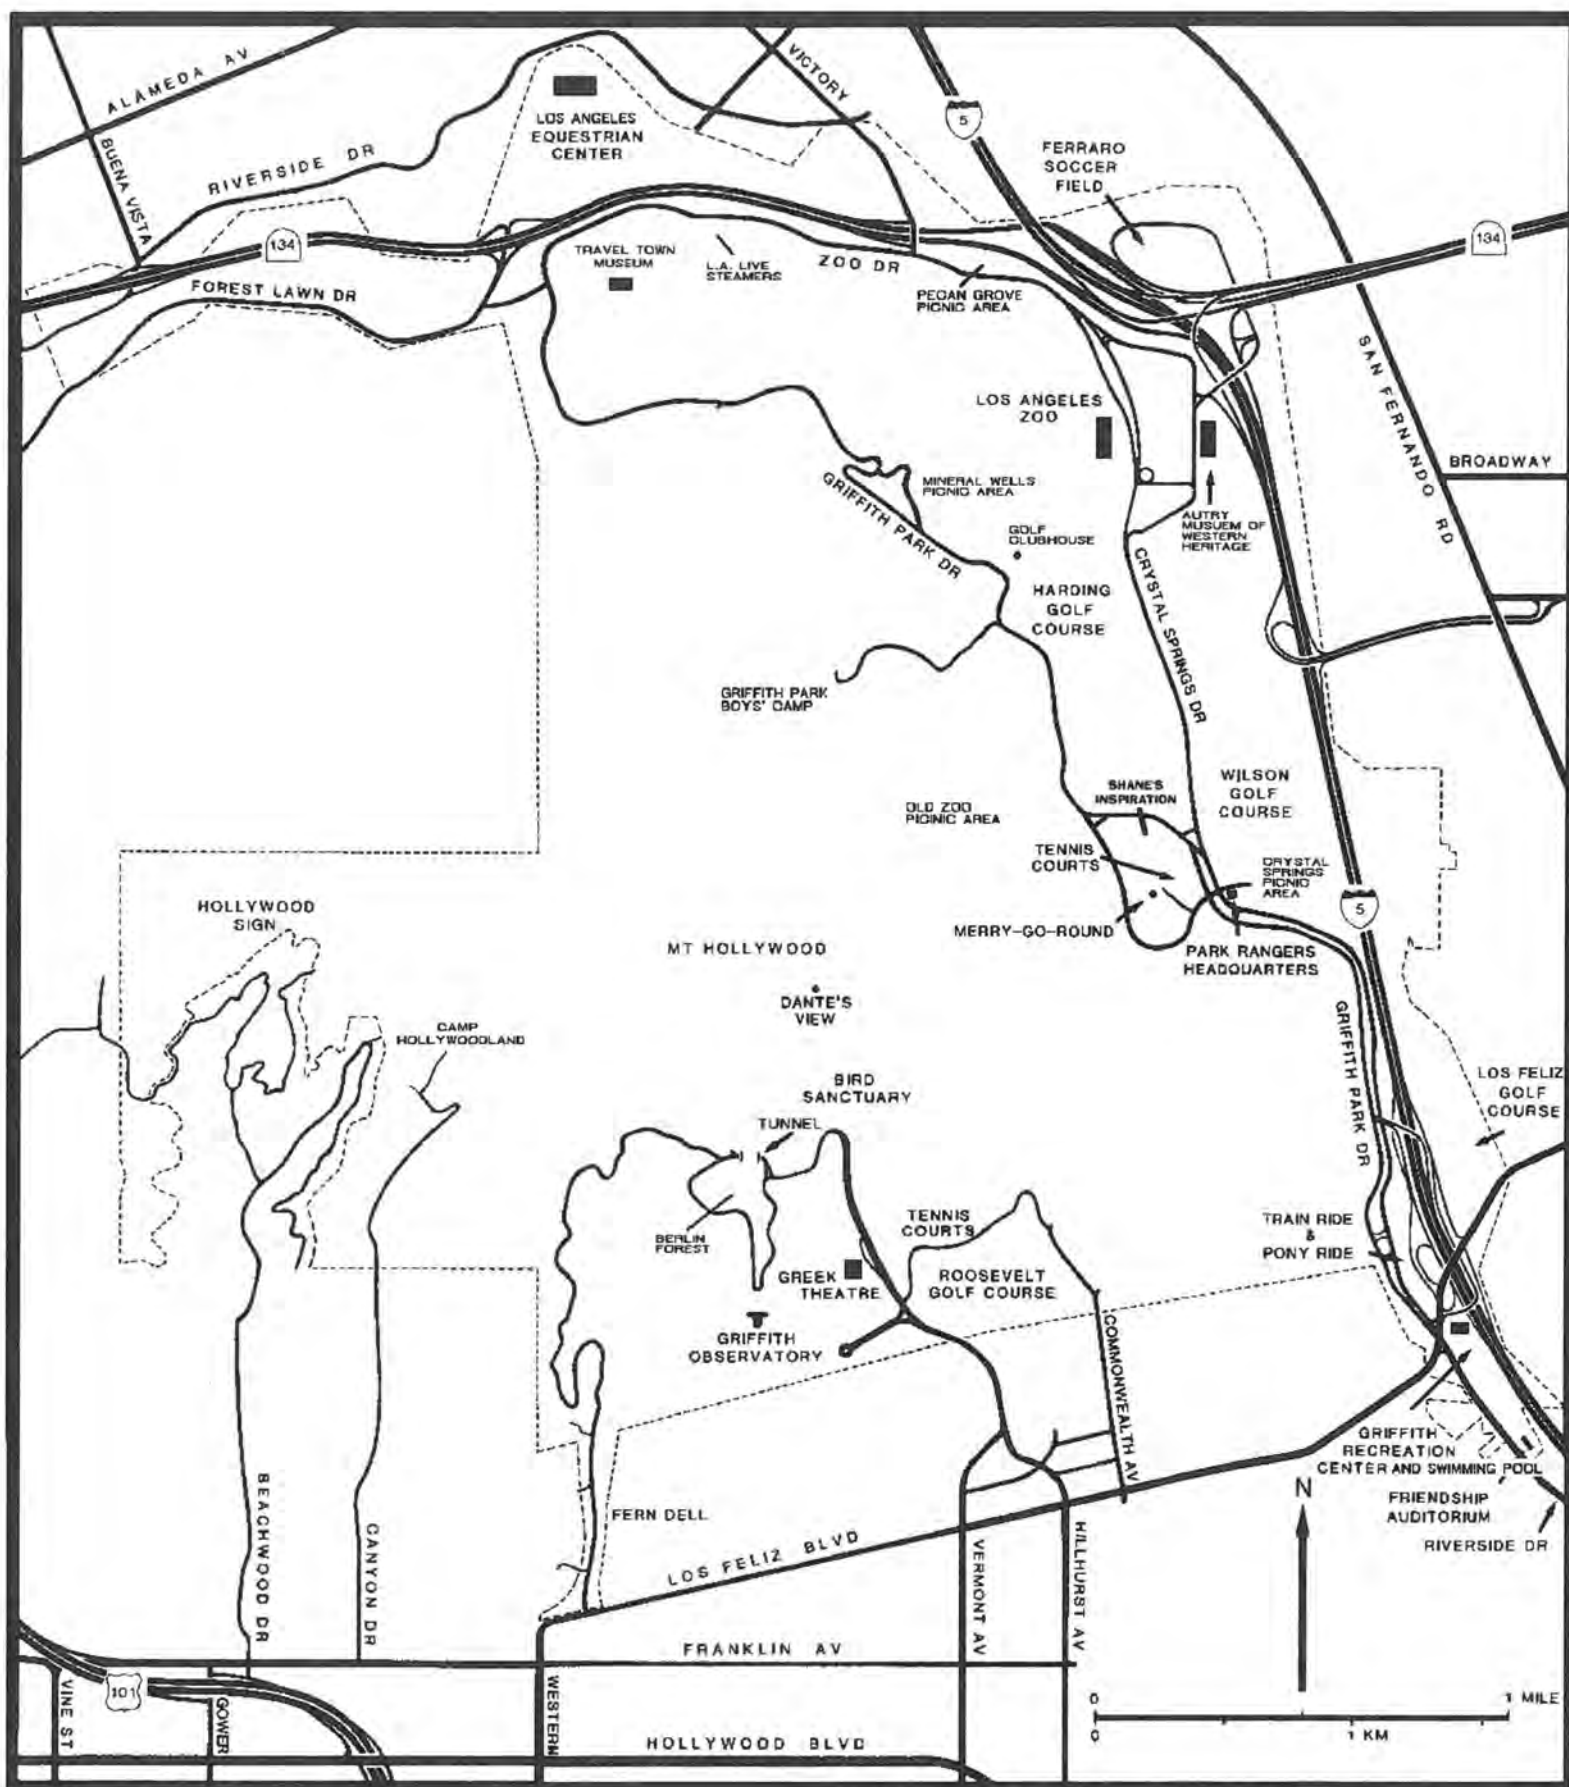 ALAMEDA AV
BUENA VISTA
RIVERSIDE DR
LOS ANGELES
EQUESTRIAN
CENTER
VICTORY
5
FERRARO
SOCCER
FIELD
134
134
FOREST LAWN DR
TRAVEL TOWN
MUSEUM
L.A. LIVE
STEAMERS
ZOO DR
PECAN GROVE
PICNIC AREA
SAN FERNANDO RD
LOS ANGELES
ZOO
BROADWAY
MINERAL WELLS
PICNIC AREA
GRIFFITH PARK DR
GOLF
CLUBHOUSE
AUTRY
MUSUEM OF
WESTERN
HERITAGE
HARDING
GOLF
COURSE
CRYSTAL SPRINGS DR
GRIFFITH PARK
BOYS' CAMP
SHANE'S
INSPIRATION
WILSON
GOLF
COURSE
OLD ZOO
PICINIC AREA
TENNIS
COURTS
CRYSTAL
SPRINGS
PICNIC
AREA
5
HOLLYWOOD
SIGN
MERRY-GO-ROUND
MT HOLLYWOOD
PARK RANGERS
HEADQUARTERS
DANTE'S
VIEW
CAMP
HOLLYWOODLAND
GRIFFITH PARK DR
BIRD
SANCTUARY
TUNNEL
LOS FELIZ
GOLF
COURSE
BERLIN
FOREST
TENNIS
COURTS
TRAIN RIDE
&
PONY RIDE
GREEK
THEATRE
ROOSEVELT
GOLF COURSE
GRIFFITH
OBSERVATORY
COMMONWEALTH AV
GRIFFITH
RECREATION
CENTER AND SWIMMING POOL
FRIENDSHIP
AUDITORIUM
RIVERSIDE DR
N
BEACHWOOD DR
CANYON DR
FERN DELL
LOS FELIZ BLVD
VERMONT AV
HILLHURST AV
FRANKLIN AV
101
VINE ST
GOWER
WESTERN
HOLLYWOOD BLVD
0 1 MILE
0 1 KM